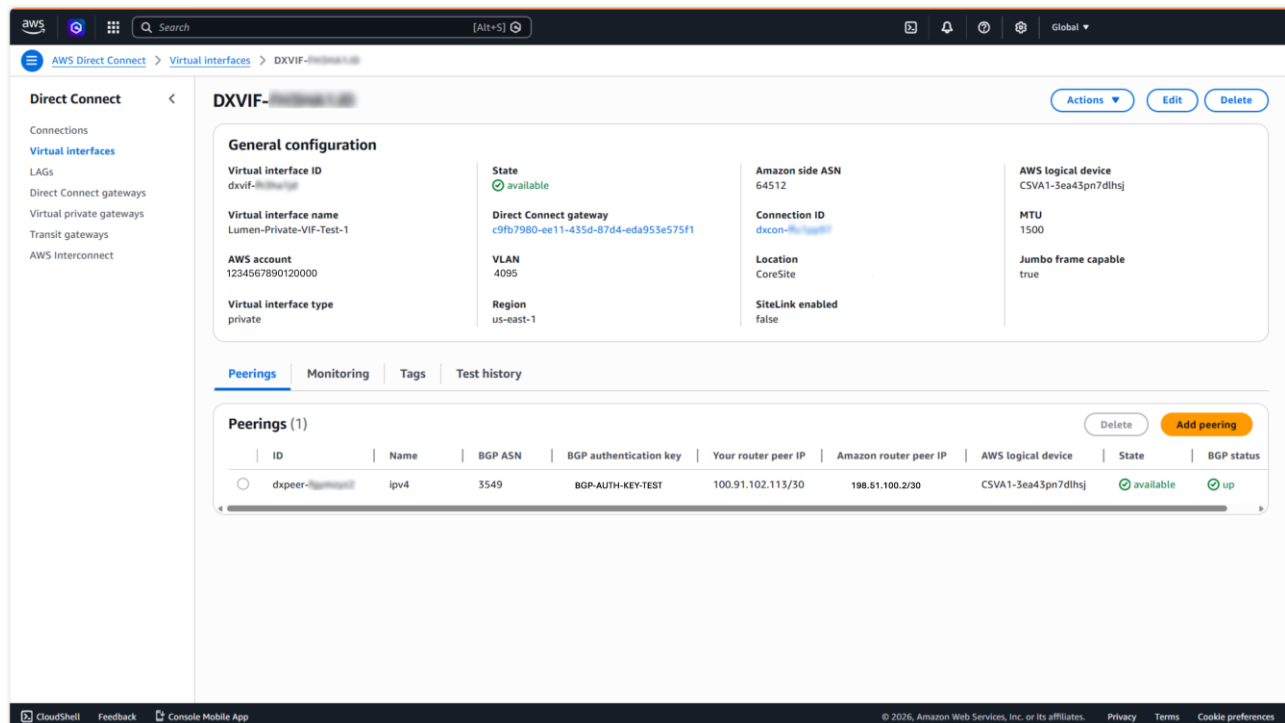 aws
Search
[Alt+S]
Global
AWS Direct Connect > Virtual interfaces > DXVIF-
Direct Connect
Connections
Virtual interfaces
LAGs
Direct Connect gateways
Virtual private gateways
Transit gateways
AWS Interconnect
DXVIF-
Actions
Edit
Delete
General configuration
Virtual interface ID
dxvif-
Virtual interface name
Lumen-Private-VIF-Test-1
AWS account
1234567890120000
Virtual interface type
private
State
available
Direct Connect gateway
c9fb7980-ee11-435d-87d4-eda953e575f1
VLAN
4095
Region
us-east-1
Amazon side ASN
64512
Connection ID
dxcon-
Location
CoreSite
SiteLink enabled
false
AWS logical device
CSVA1-3ea43pn7dlhsj
MTU
1500
Jumbo frame capable
true
Peerings
Monitoring
Tags
Test history
Peerings (1)
Delete
Add peering
ID Name BGP ASN BGP authentication key Your router peer IP Amazon router peer IP AWS logical device State BGP status
dxpeer- ipv4 3549 BGP-AUTH-KEY-TEST 100.91.102.113/30 198.51.100.2/30 CSVA1-3ea43pn7dlhsj available up
CloudShell Feedback Console Mobile App © 2026, Amazon Web Services, Inc. or its affiliates. Privacy Terms Cookie preferences